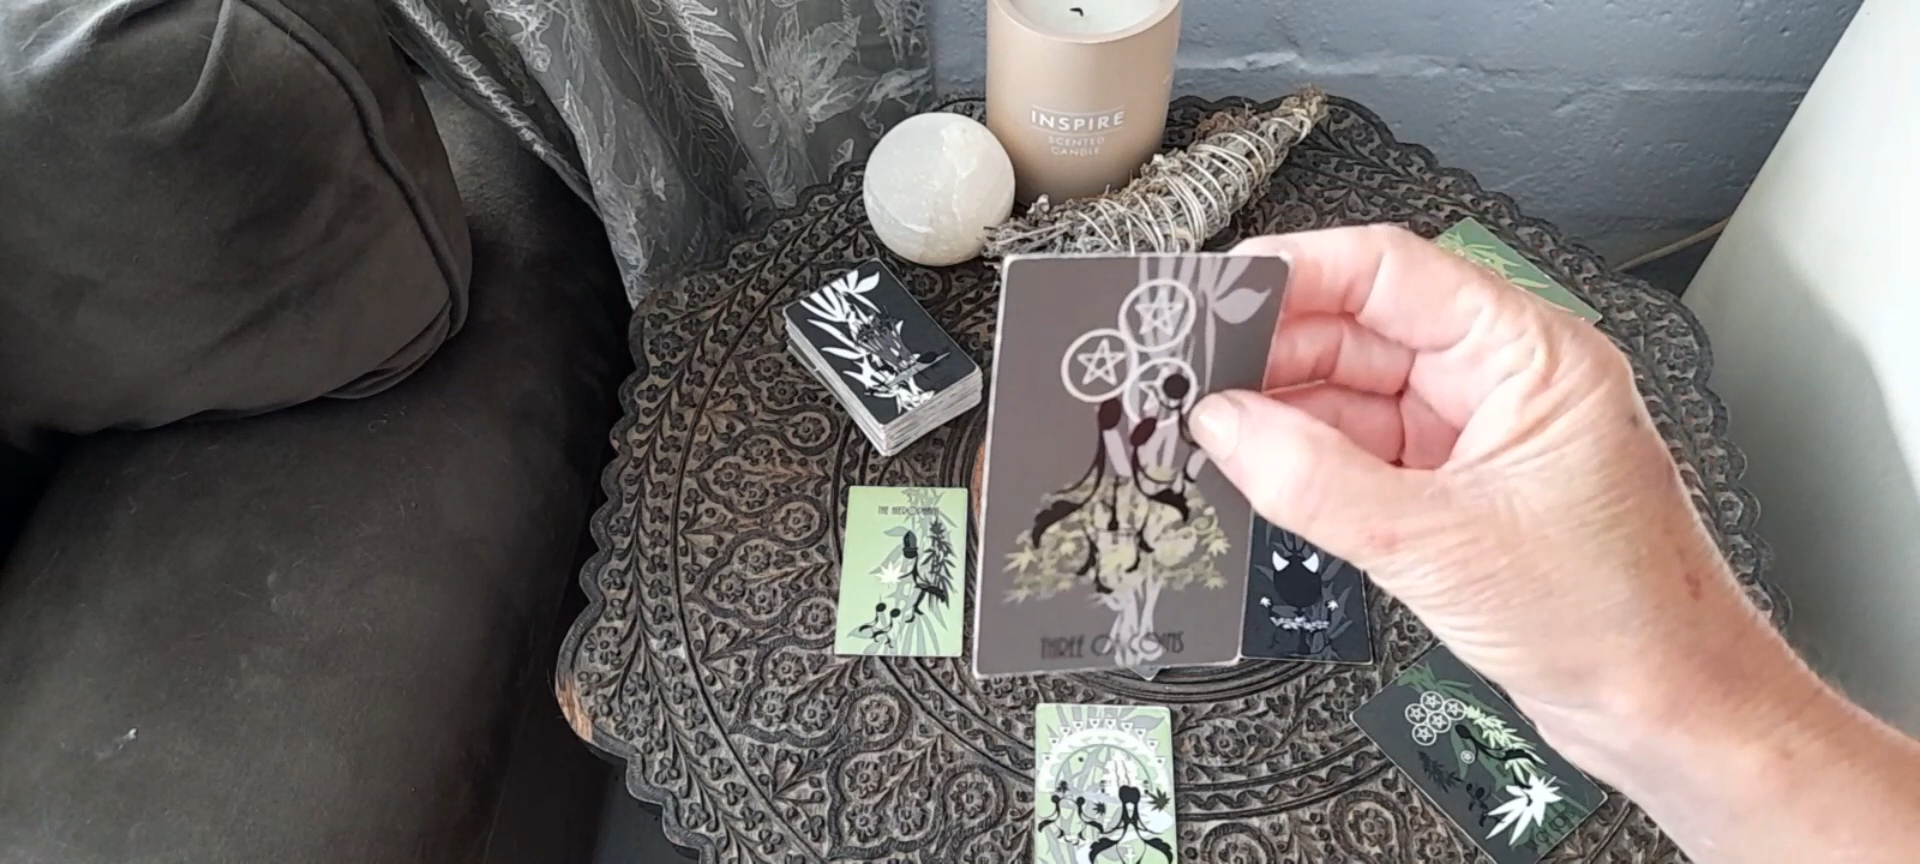 INSPIRE
SCENTED
CANDLE
THE HIEROPHANT
THREE OF COINS